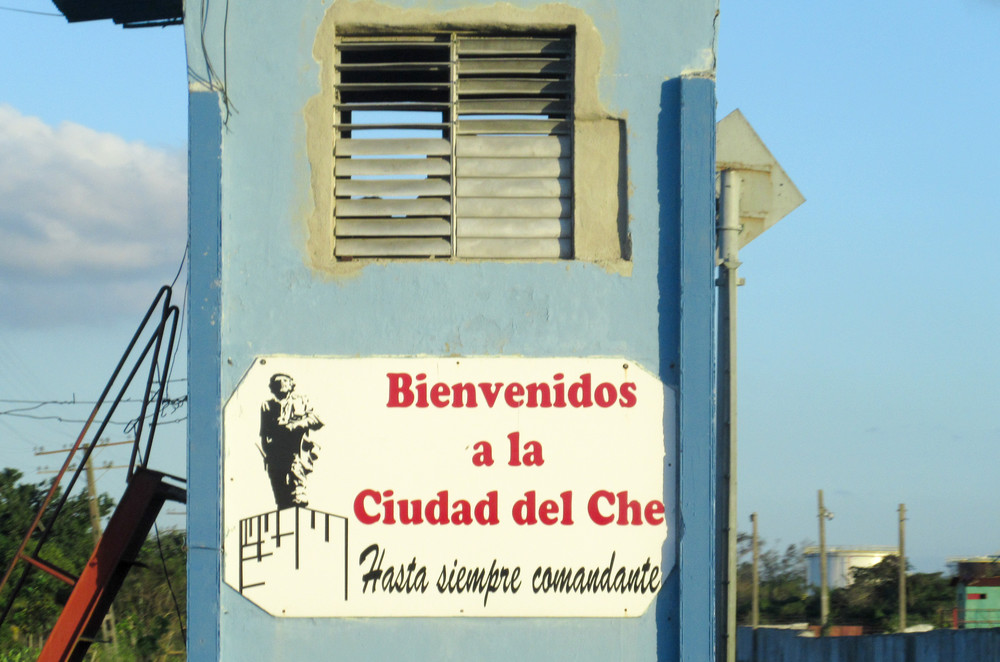 Bienvenidos
a la
Ciudad del Che
Hasta siempre comandante